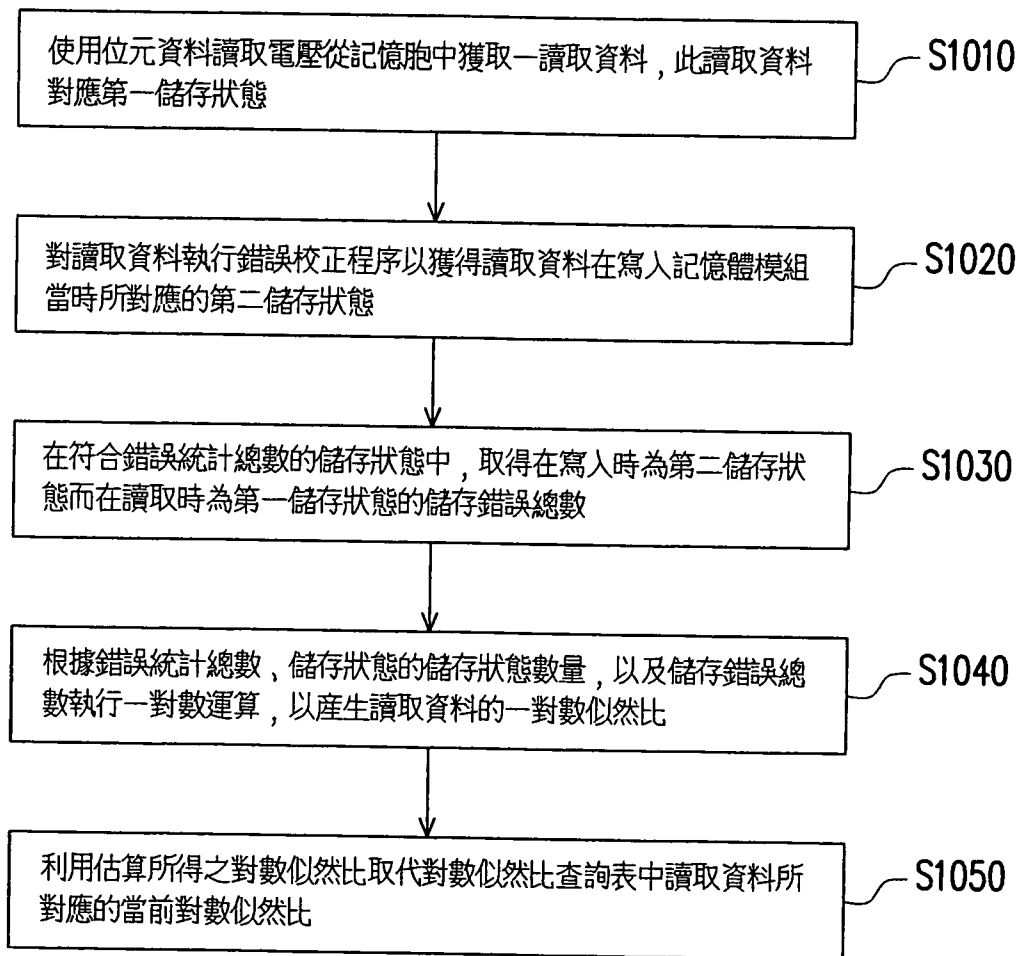 使用位元資料讀取電壓從記憶胞中獲取一讀取資料，此讀取資料
對應第一儲存狀態
S1010
對讀取資料執行錯誤校正程序以獲得讀取資料在寫入記憶體模組
當時所對應的第二儲存狀態
S1020
在符合錯誤統計總數的儲存狀態中，取得在寫入時為第二儲存狀
態而在讀取時為第一儲存狀態的儲存錯誤總數
S1030
根據錯誤統計總數、儲存狀態的儲存狀態數量，以及儲存錯誤總
數執行一對數運算，以產生讀取資料的一對數似然比
S1040
利用估算所得之對數似然比取代對數似然比查詢表中讀取資料所
對應的當前對數似然比
S1050